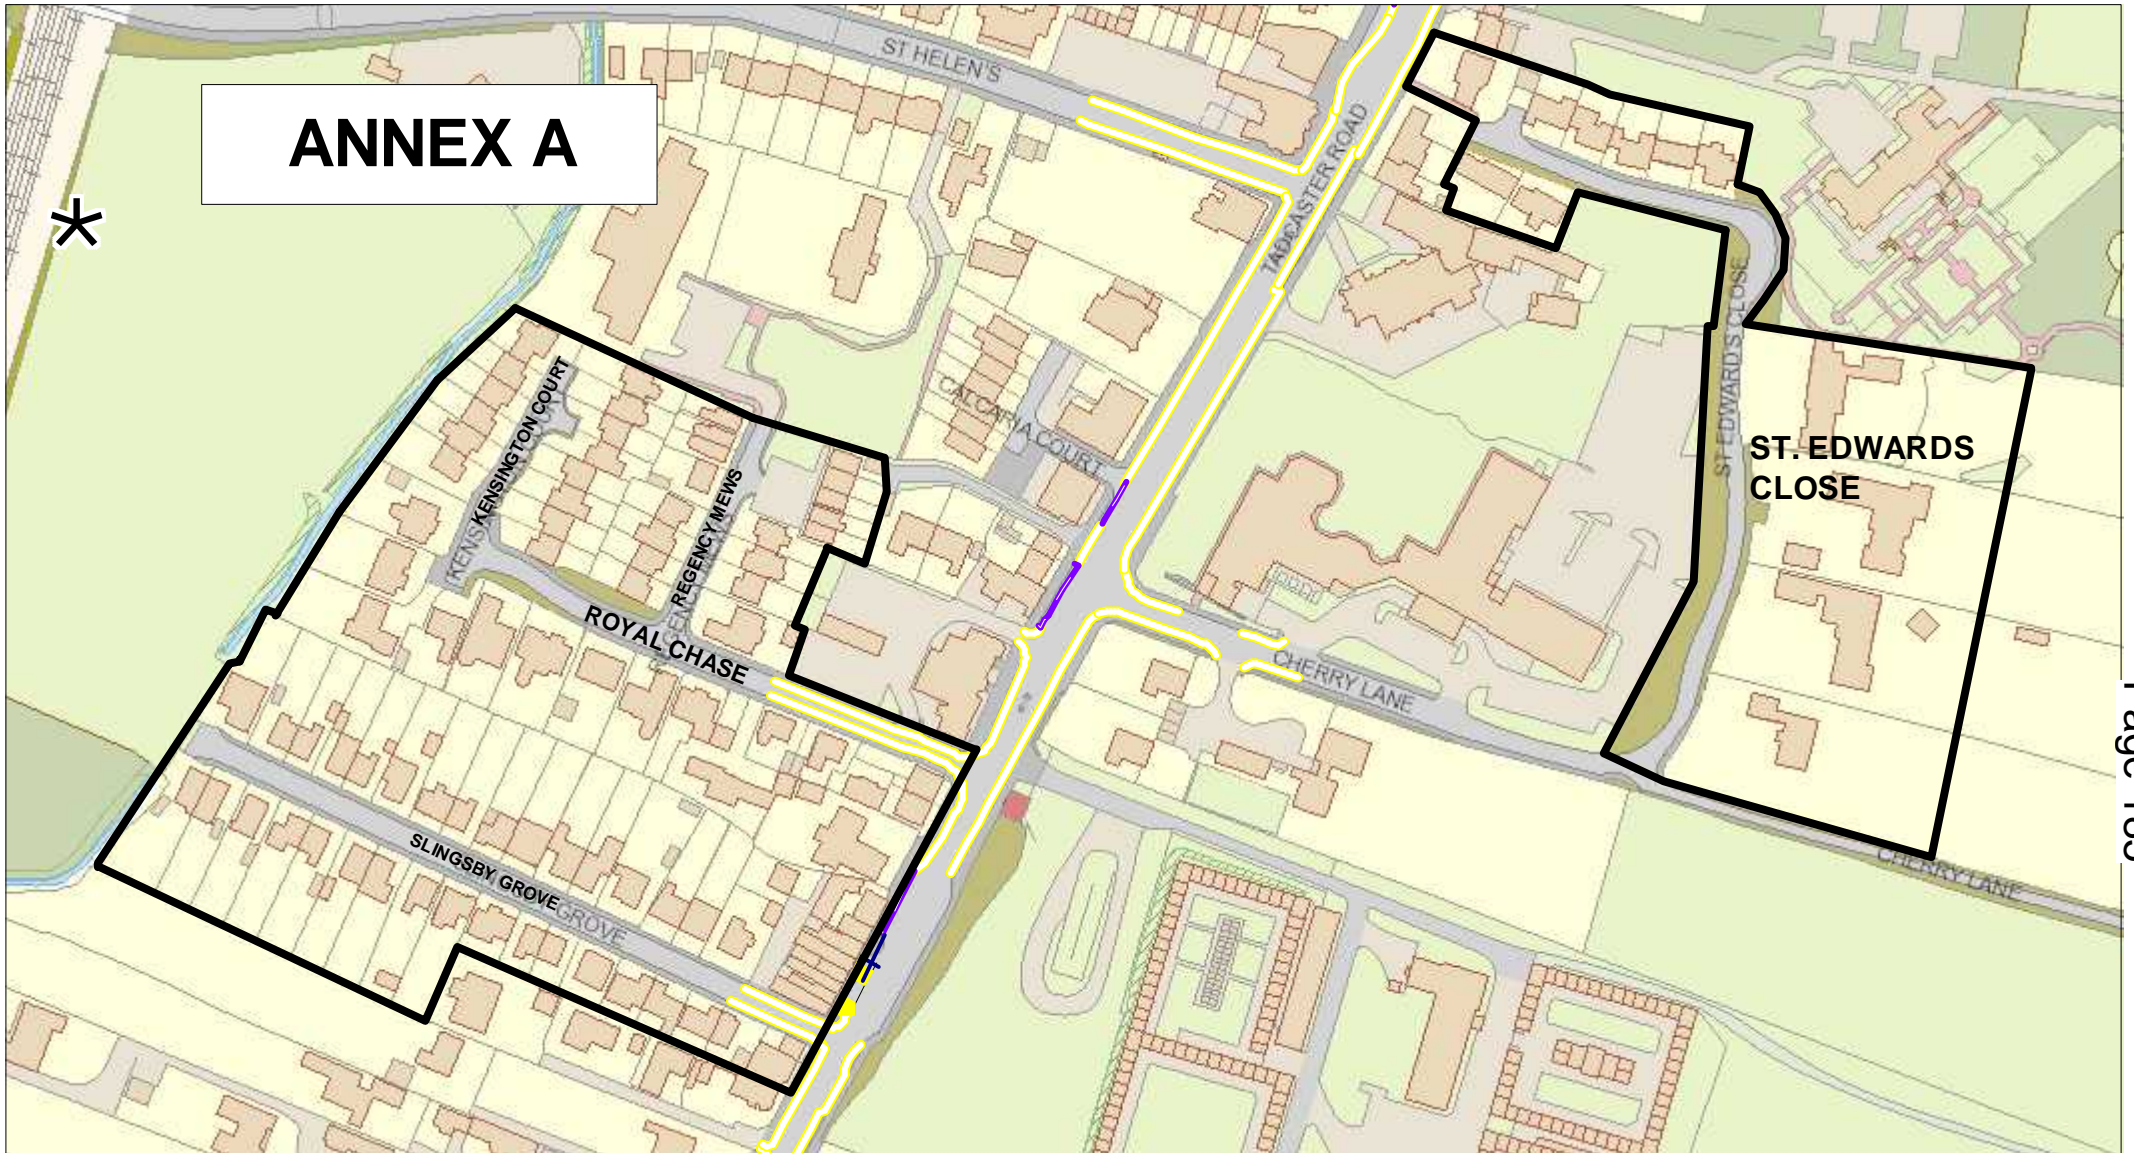 ST HELEN'S
ANNEX A
*
TADCASTER ROAD
ST EDWARDS CLOSE
KENSINGTON COURT
CALCARIA COURT
ST. EDWARDS
CLOSE
REGENCY MEWS
ROYAL CHASE
CHERRY LANE
SLINGSBY GROVE
GROVE
CHERRY LANE